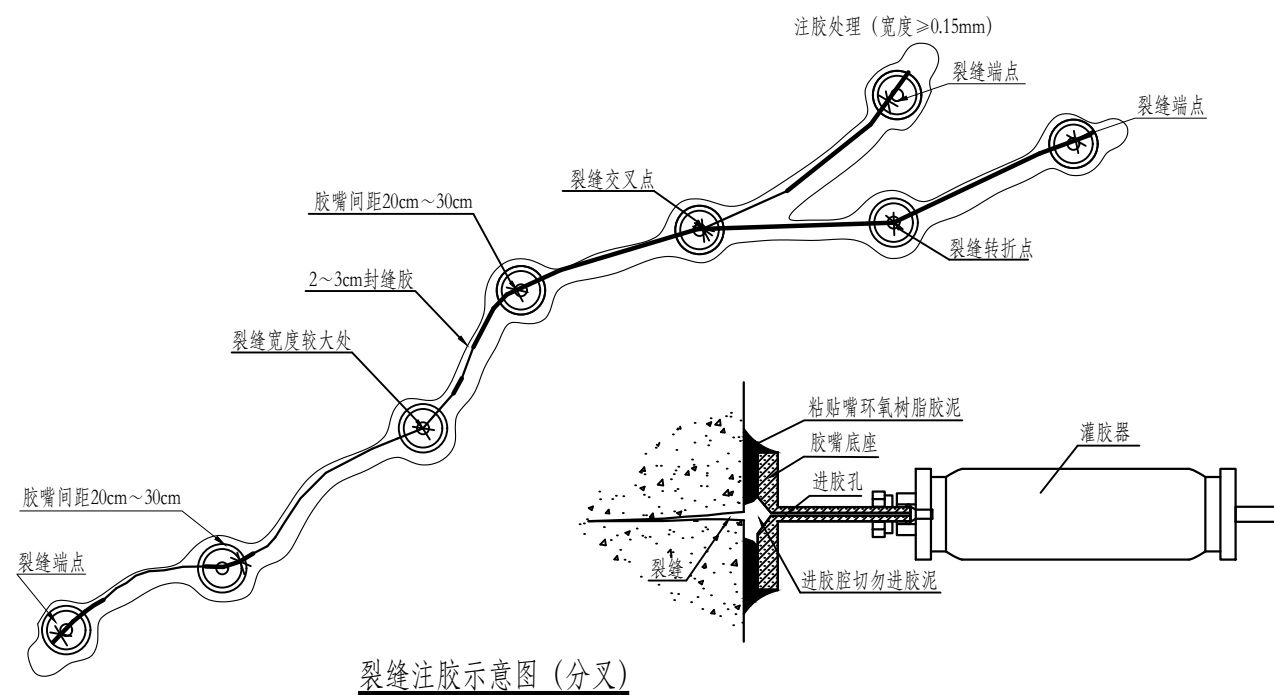 注胶处理（宽度≥0.15mm）
裂缝端点
裂缝端点
裂缝交叉点
胶嘴间距20cm～30cm
裂缝转折点
2～3cm封缝胶
裂缝宽度较大处
粘贴嘴环氧树脂胶泥
灌胶器
胶嘴底座
进胶孔
胶嘴间距20cm～30cm
裂缝端点
裂缝
进胶腔切勿进胶泥
裂缝注胶示意图（分叉）